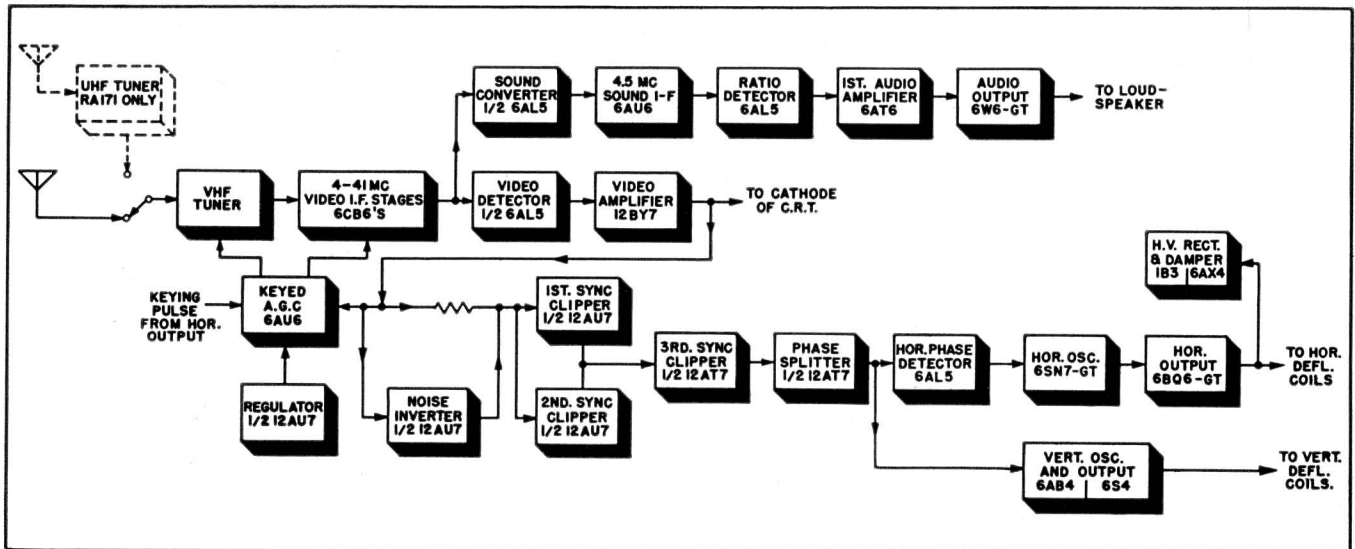 UHF TUNER
RA171 ONLY
SOUND
CONVERTER
1/2 6AL5
4.5 MC
SOUND I-F
6AU6
RATIO
DETECTOR
6AL5
IST. AUDIO
AMPLIFIER
6AT6
AUDIO
OUTPUT
6W6-GT
TO LOUD-
SPEAKER
VHF
TUNER
4-41 MC
VIDEO I.F. STAGES
6CB6'S
VIDEO
DETECTOR
1/2 6AL5
VIDEO
AMPLIFIER
12BY7
TO CATHODE
OF C.R.T.
KEYING
PULSE
FROM HOR.
OUTPUT
KEYED
A.G.C
6AU6
IST. SYNC
CLIPPER
1/2 12AU7
H.V. RECT.
& DAMPER
1B3 | 6AX4
3RD. SYNC
CLIPPER
1/2 12AT7
PHASE
SPLITTER
1/2 12AT7
HOR. PHASE
DETECTOR
6AL5
HOR. OSC.
6SN7-GT
HOR.
OUTPUT
6BQ6-GT
TO HOR.
DEFL.
COILS
REGULATOR
1/2 12AU7
NOISE
INVERTER
1/2 12AU7
2ND. SYNC
CLIPPER
1/2 12AU7
VERT. OSC.
AND OUTPUT
6AB4 | 6S4
TO VERT.
DEFL.
COILS.